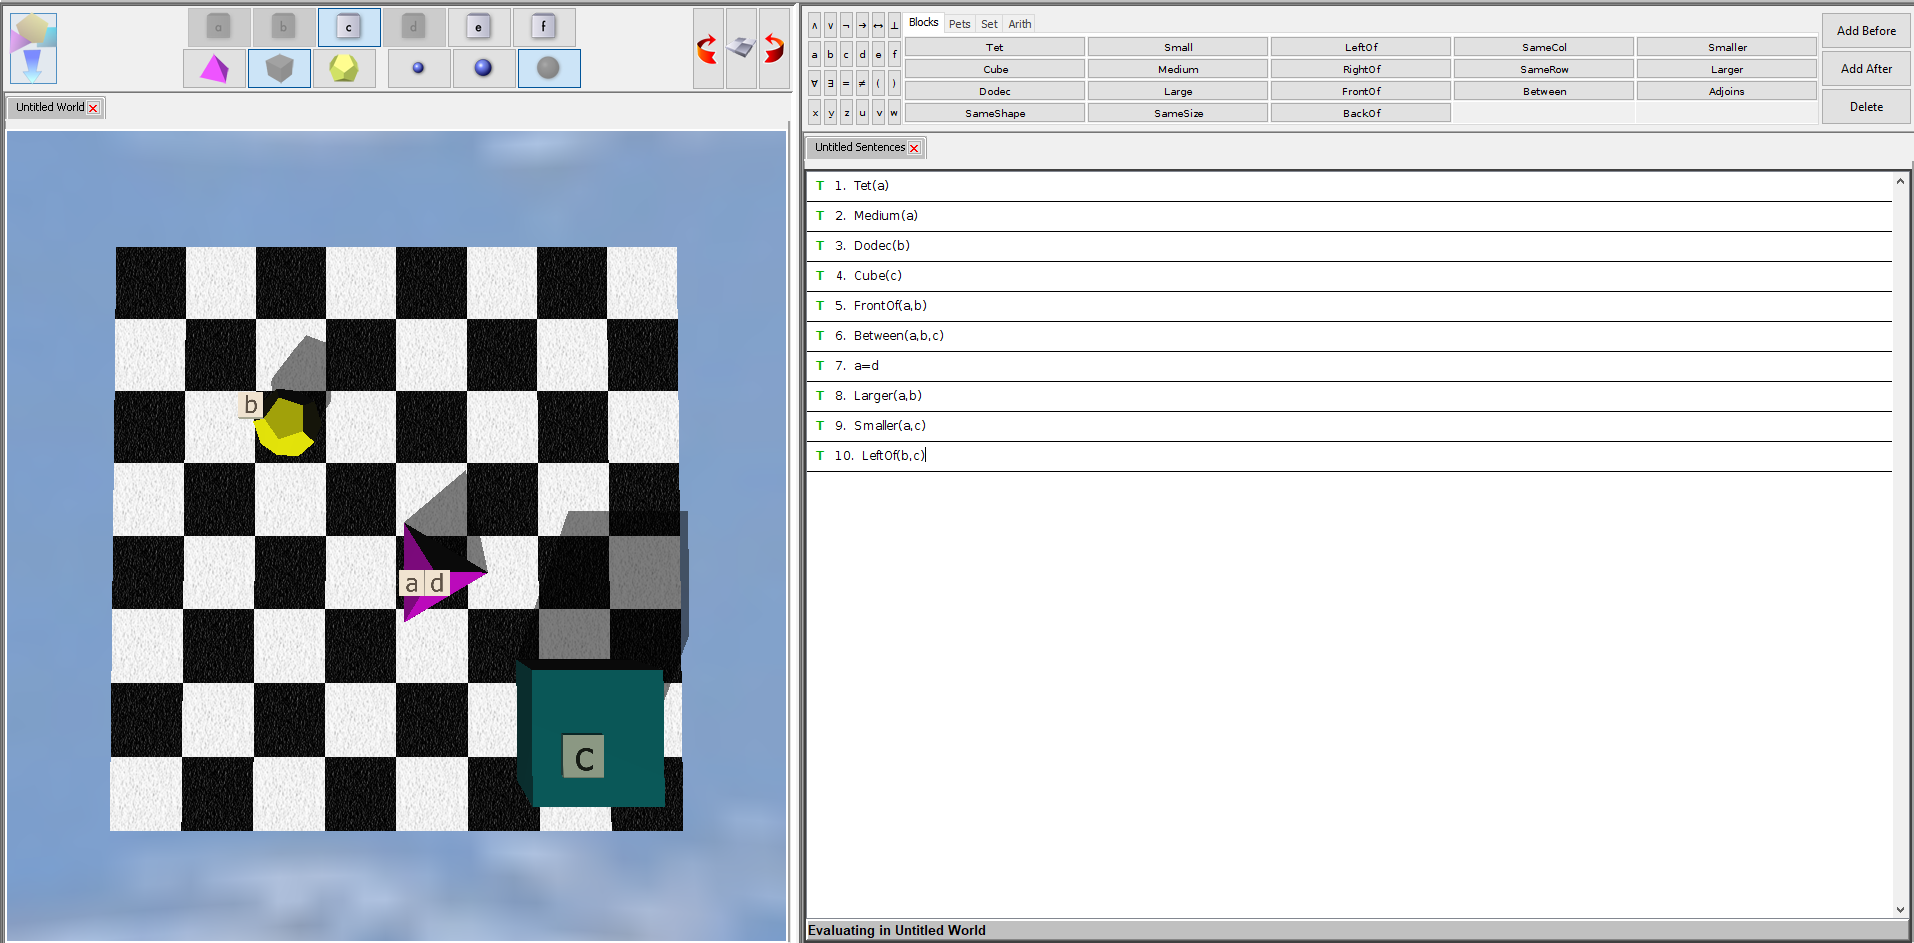 a b c d e f
Untitled World
b
a d
c
∧ ∨ ¬ → ↔ ⊥
a b c d e f
∀ ∃ = ≠ ( )
x y z u v w
Blocks Pets Set Arith
Tet Small LeftOf SameCol Smaller
Cube Medium RightOf SameRow Larger
Dodec Large FrontOf Between Adjoins
SameShape SameSize BackOf
Add Before
Add After
Delete
Untitled Sentences
T 1. Tet(a)
T 2. Medium(a)
T 3. Dodec(b)
T 4. Cube(c)
T 5. FrontOf(a,b)
T 6. Between(a,b,c)
T 7. a=d
T 8. Larger(a,b)
T 9. Smaller(a,c)
T 10. LeftOf(b,c)
Evaluating in Untitled World